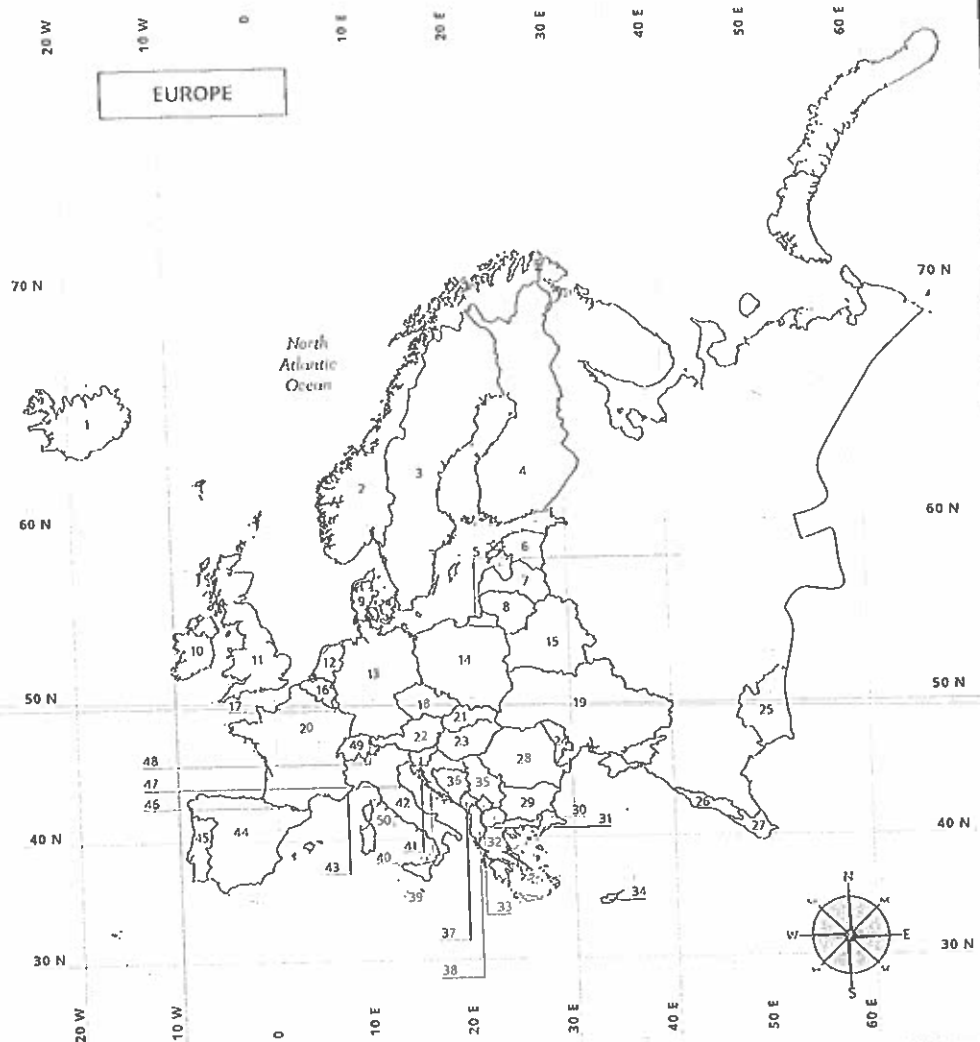 20 W
10 W
0
10 E
20 E
30 E
40 E
50 E
60 E
EUROPE
70 N
70 N
North
Atlantic
Ocean
1
2
3
4
60 N
60 N
5
6
7
8
9
10
11
12
13
14
15
16
17
18
19
20
50 N
50 N
21
22
23
25
28
49
48
47
46
26
27
36
35
29
30
31
42
50
45
44
32
40 N
40 N
43
40
41
39
33
34
37
38
N
W
E
S
30 N
30 N
20 W
10 W
0
10 E
20 E
30 E
40 E
50 E
60 E